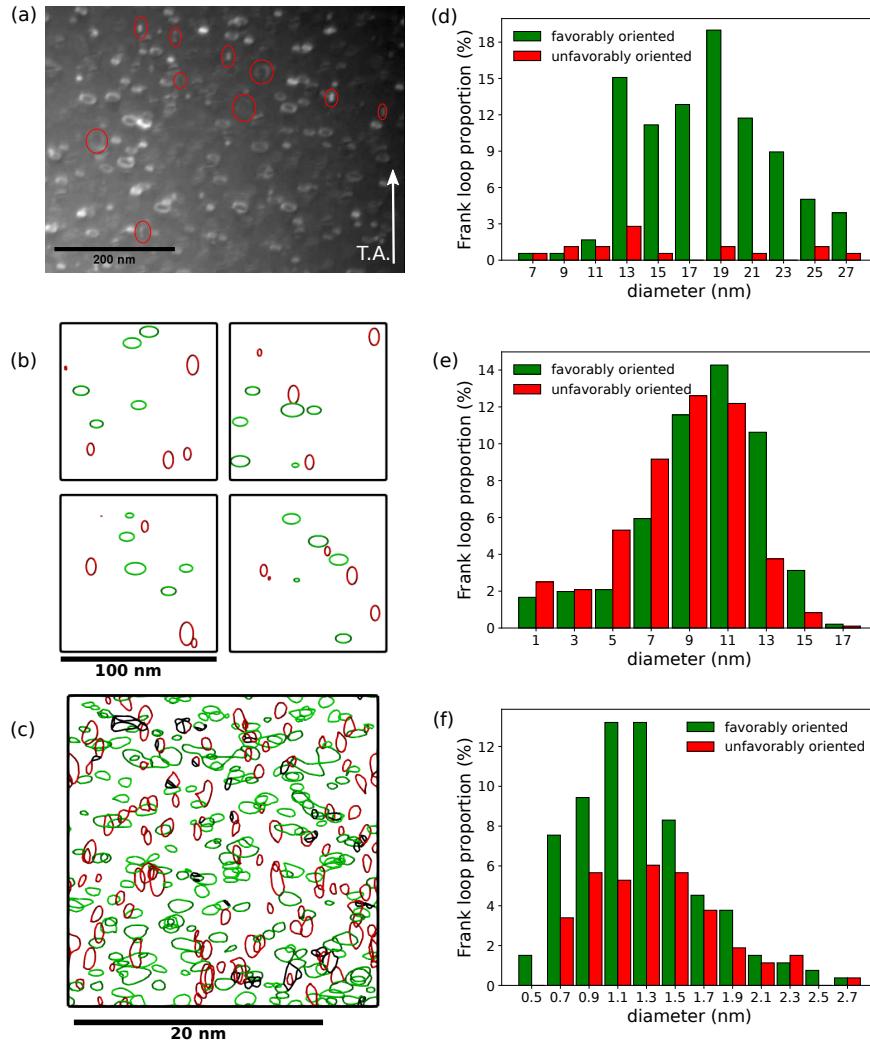 (a)
200 nm
T.A.
(b)
100 nm
(c)
20 nm
(d)
favorably oriented
unfavorably oriented
Frank loop proportion (%)
18
15
12
9
6
3
0
7 9 11 13 15 17 19 21 23 25 27
diameter (nm)
(e)
favorably oriented
unfavorably oriented
Frank loop proportion (%)
14
12
10
8
6
4
2
0
1 3 5 7 9 11 13 15 17
diameter (nm)
(f)
favorably oriented
unfavorably oriented
Frank loop proportion (%)
12
10
8
6
4
2
0
0.5 0.7 0.9 1.1 1.3 1.5 1.7 1.9 2.1 2.3 2.5 2.7
diameter (nm)